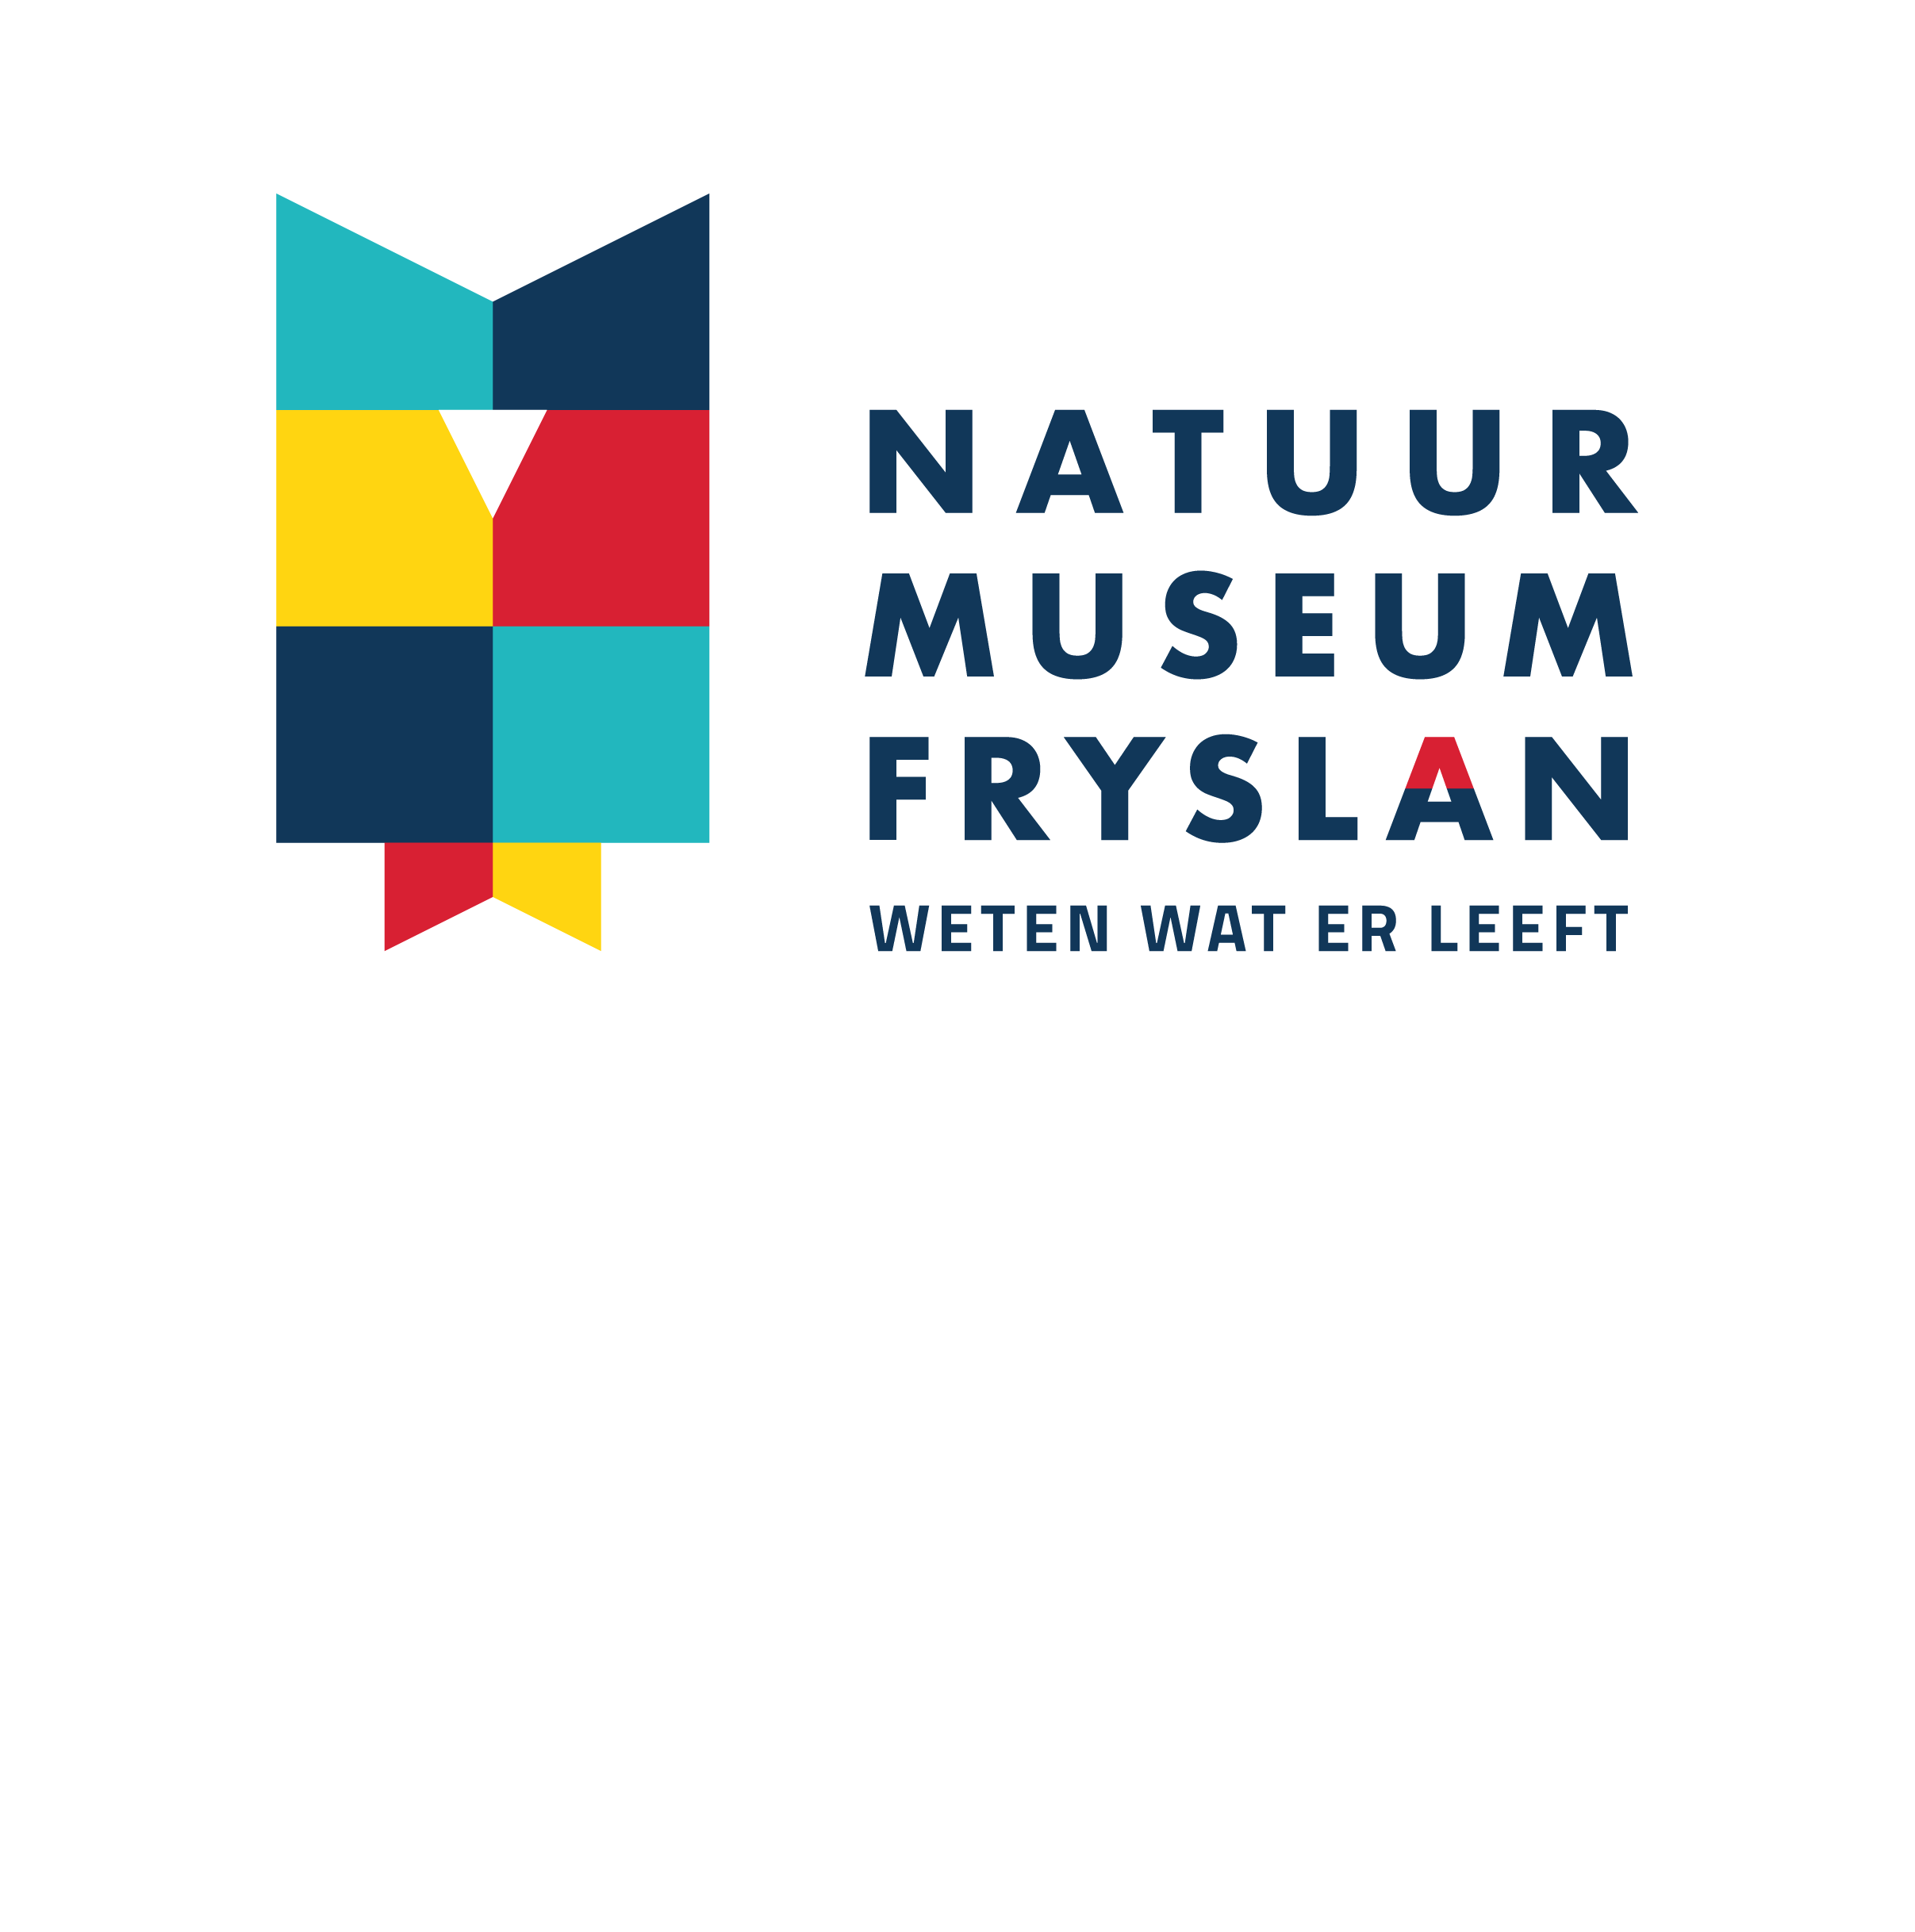 NATUUR
MUSEUM
FRYSLAN
WETEN WAT ER LEEFT